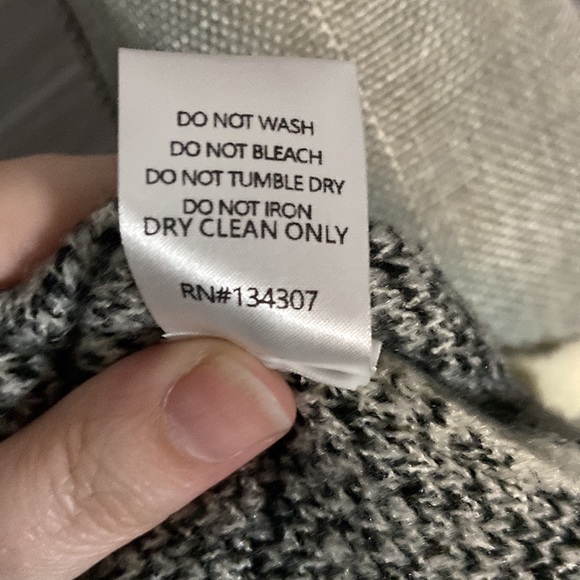 DO NOT WASH
DO NOT BLEACH
DO NOT TUMBLE DRY
DO NOT IRON
DRY CLEAN ONLY
RN#134307